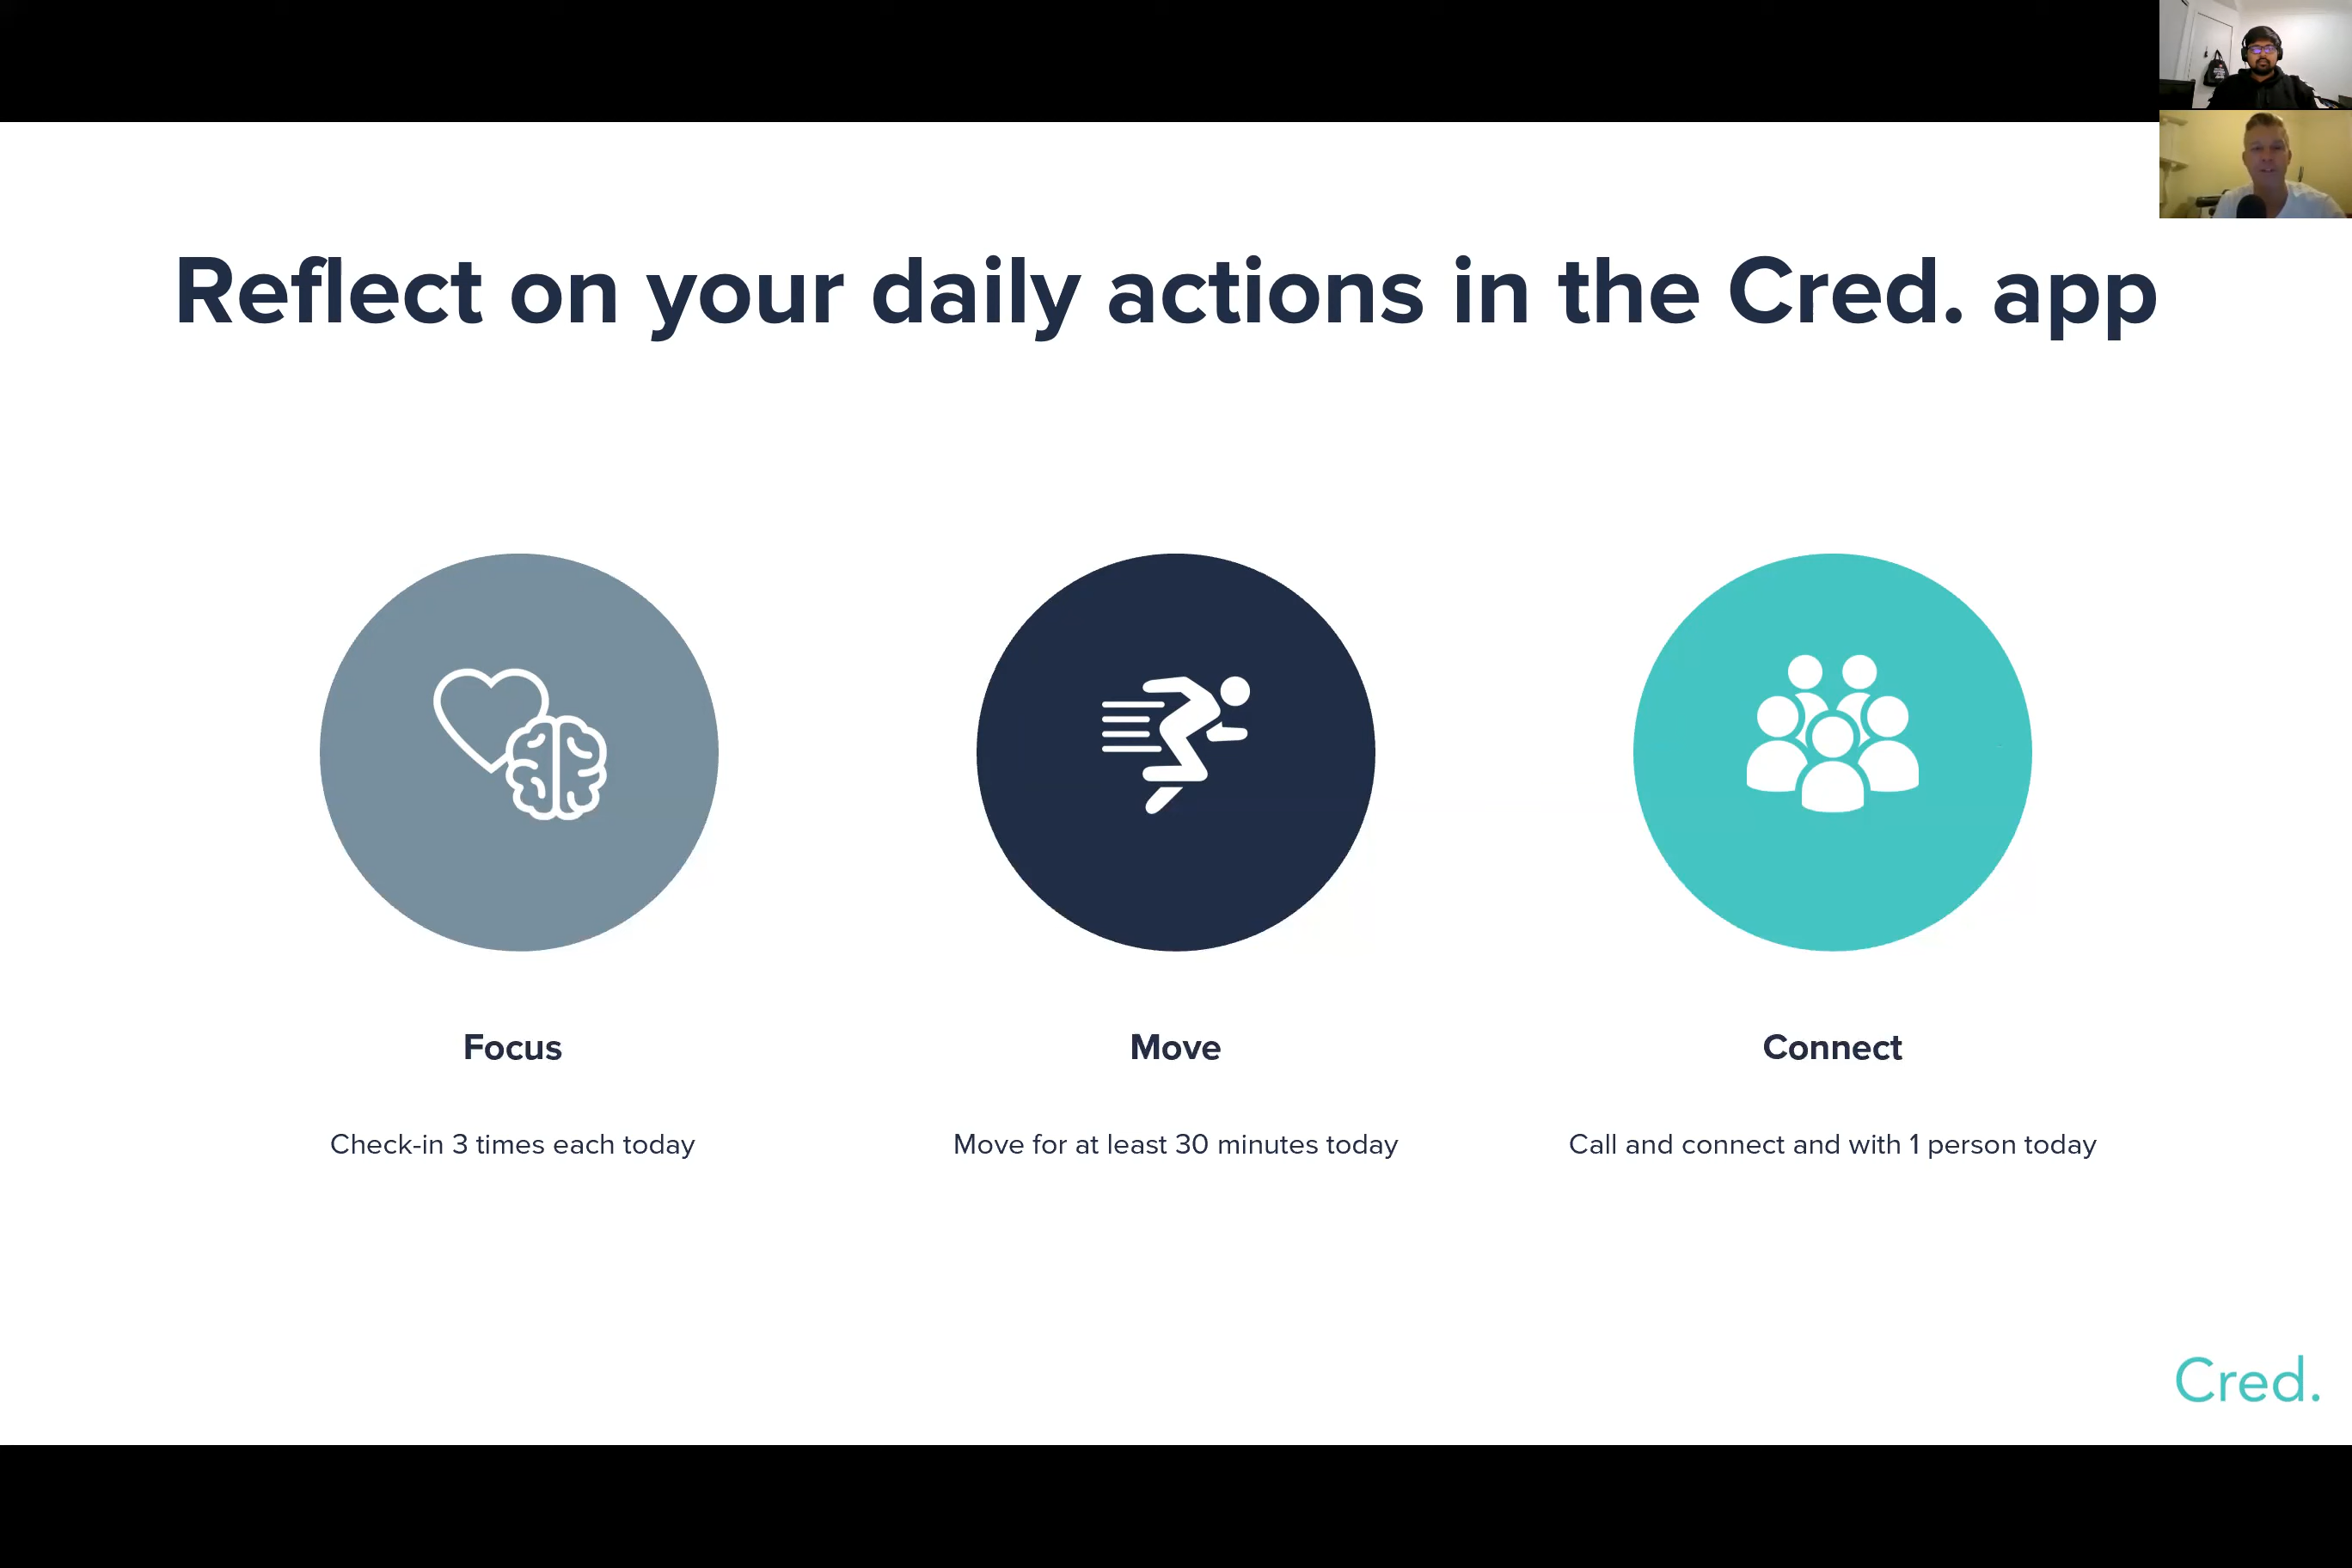 Reflect on your daily actions in the Cred. app
Focus
Move
Connect
Check-in 3 times each today
Move for at least 30 minutes today
Call and connect and with 1 person today
Cred.